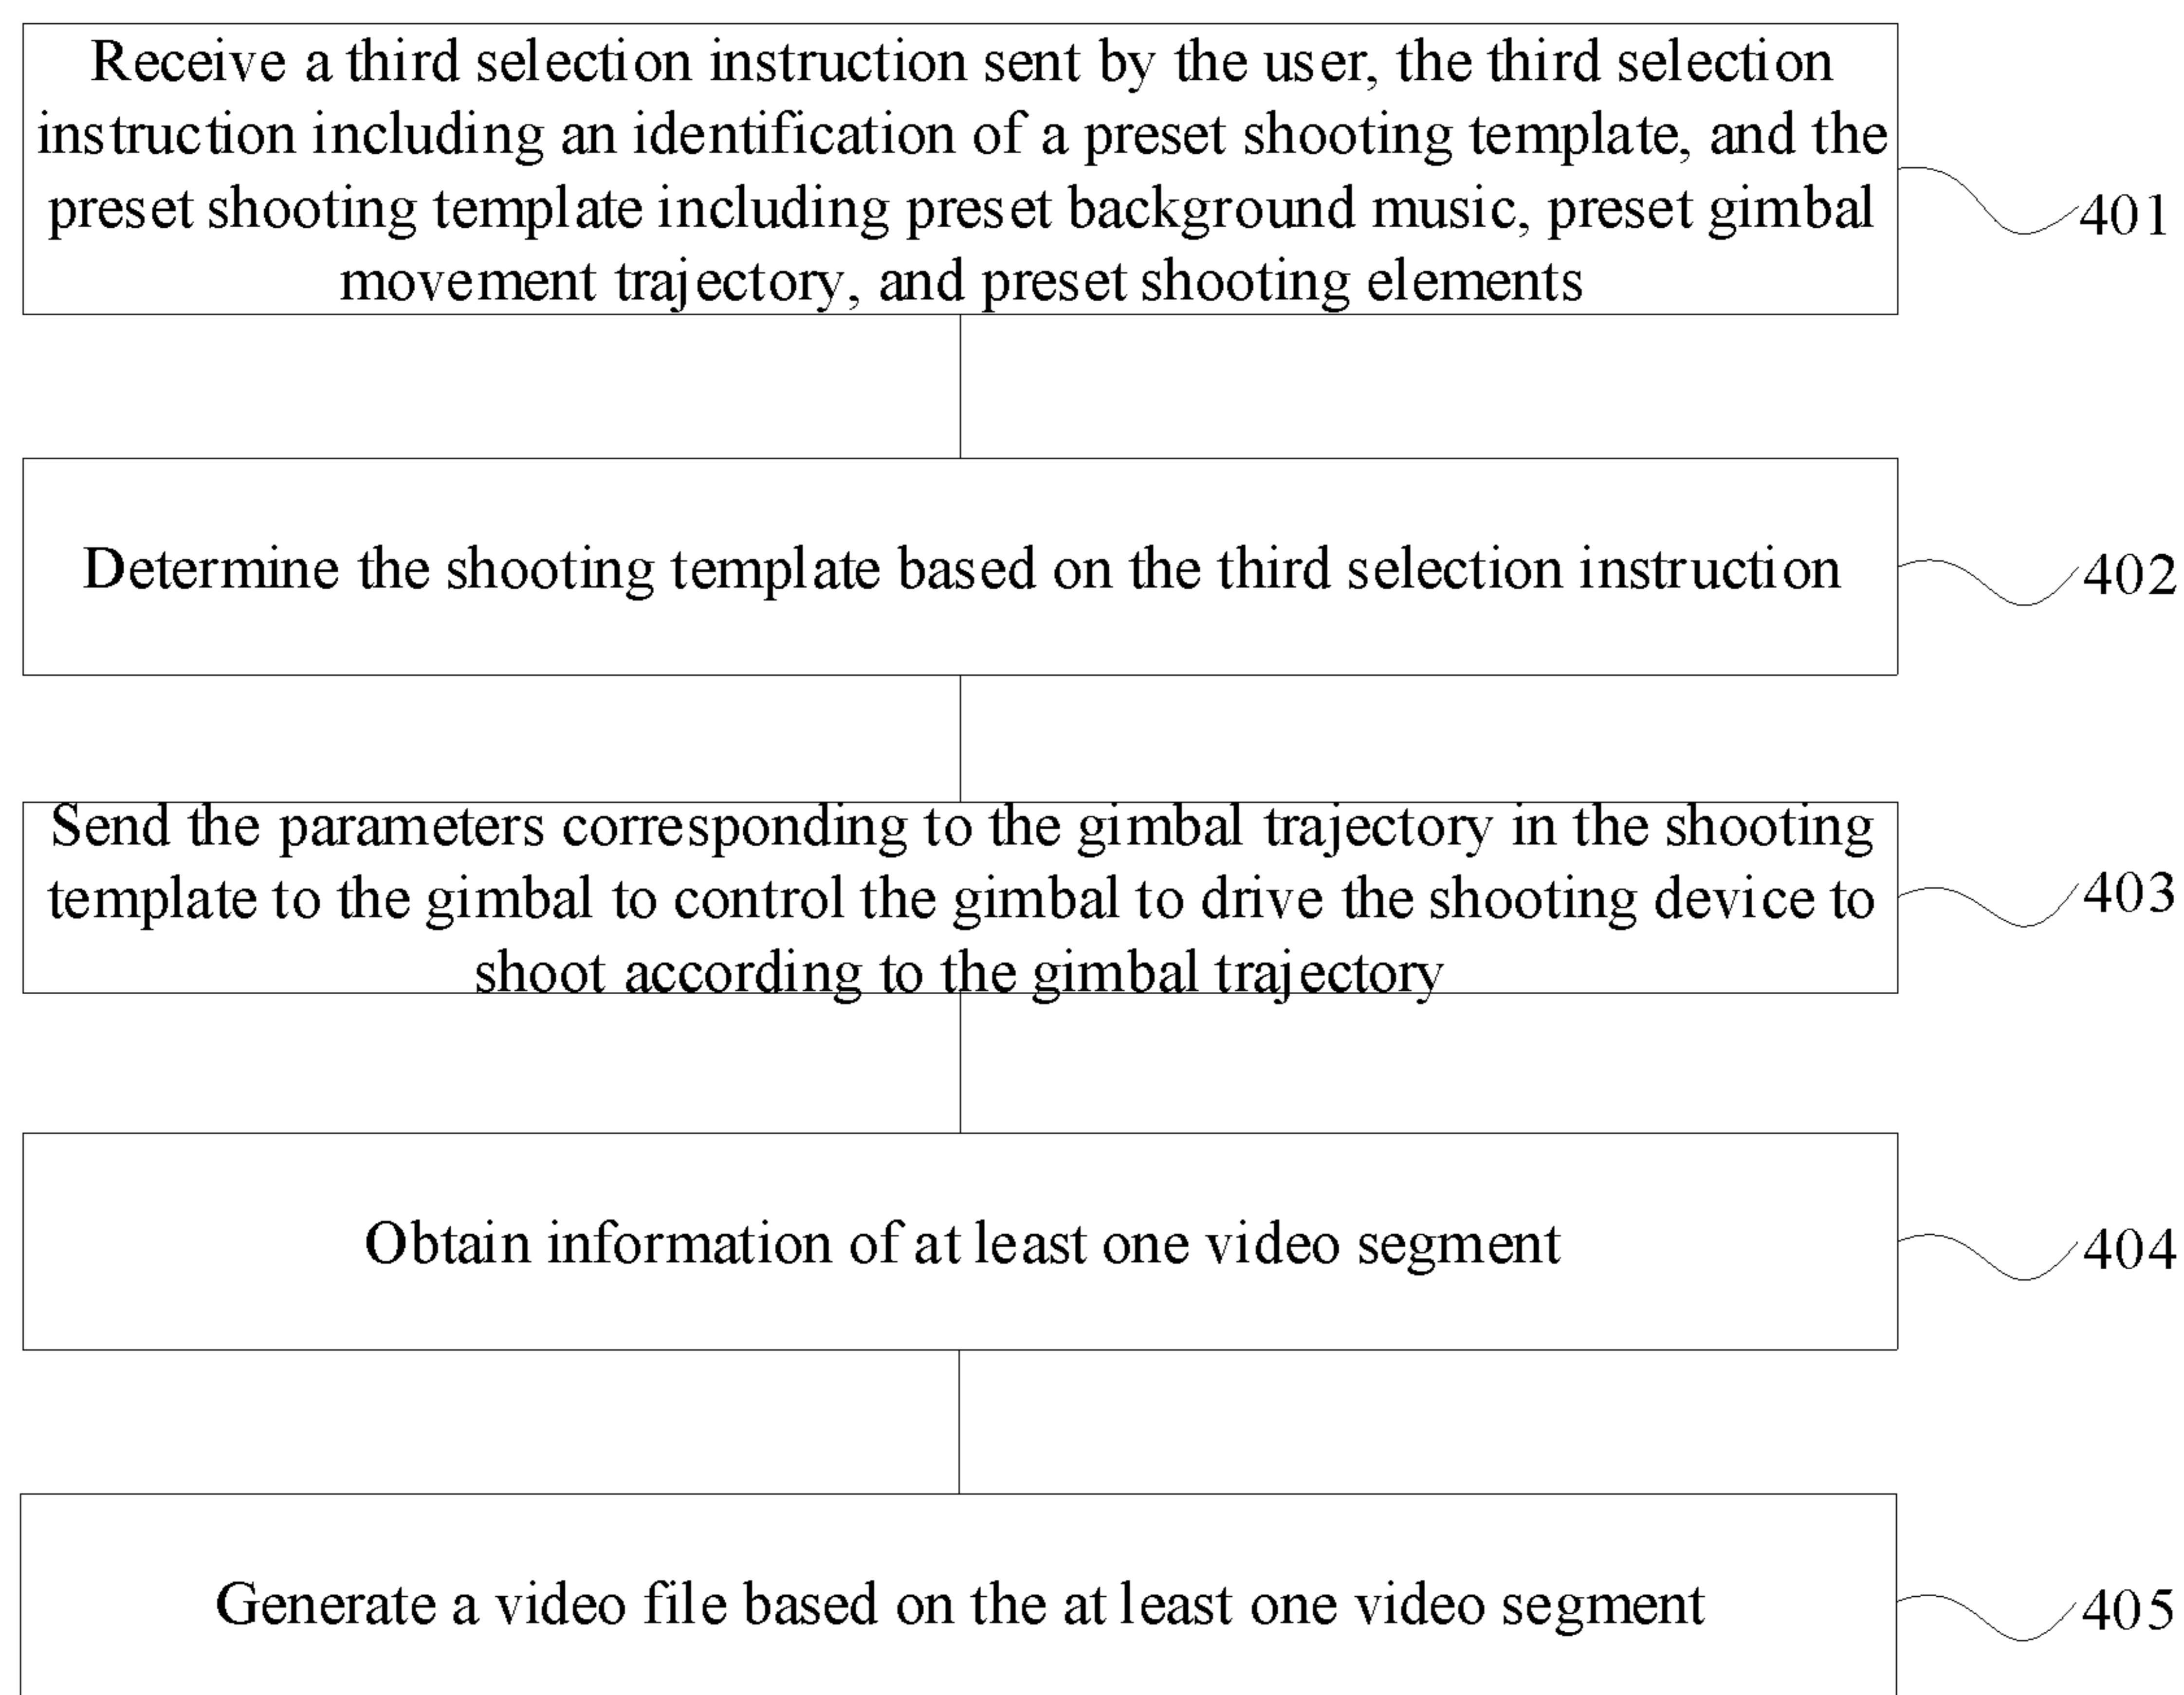 Receive a third selection instruction sent by the user, the third selection
instruction including an identification of a preset shooting template, and the
preset shooting template including preset background music, preset gimbal
movement trajectory, and preset shooting elements
401
Determine the shooting template based on the third selection instruction
402
Send the parameters corresponding to the gimbal trajectory in the shooting
template to the gimbal to control the gimbal to drive the shooting device to
shoot according to the gimbal trajectory
403
Obtain information of at least one video segment
404
Generate a video file based on the at least one video segment
405